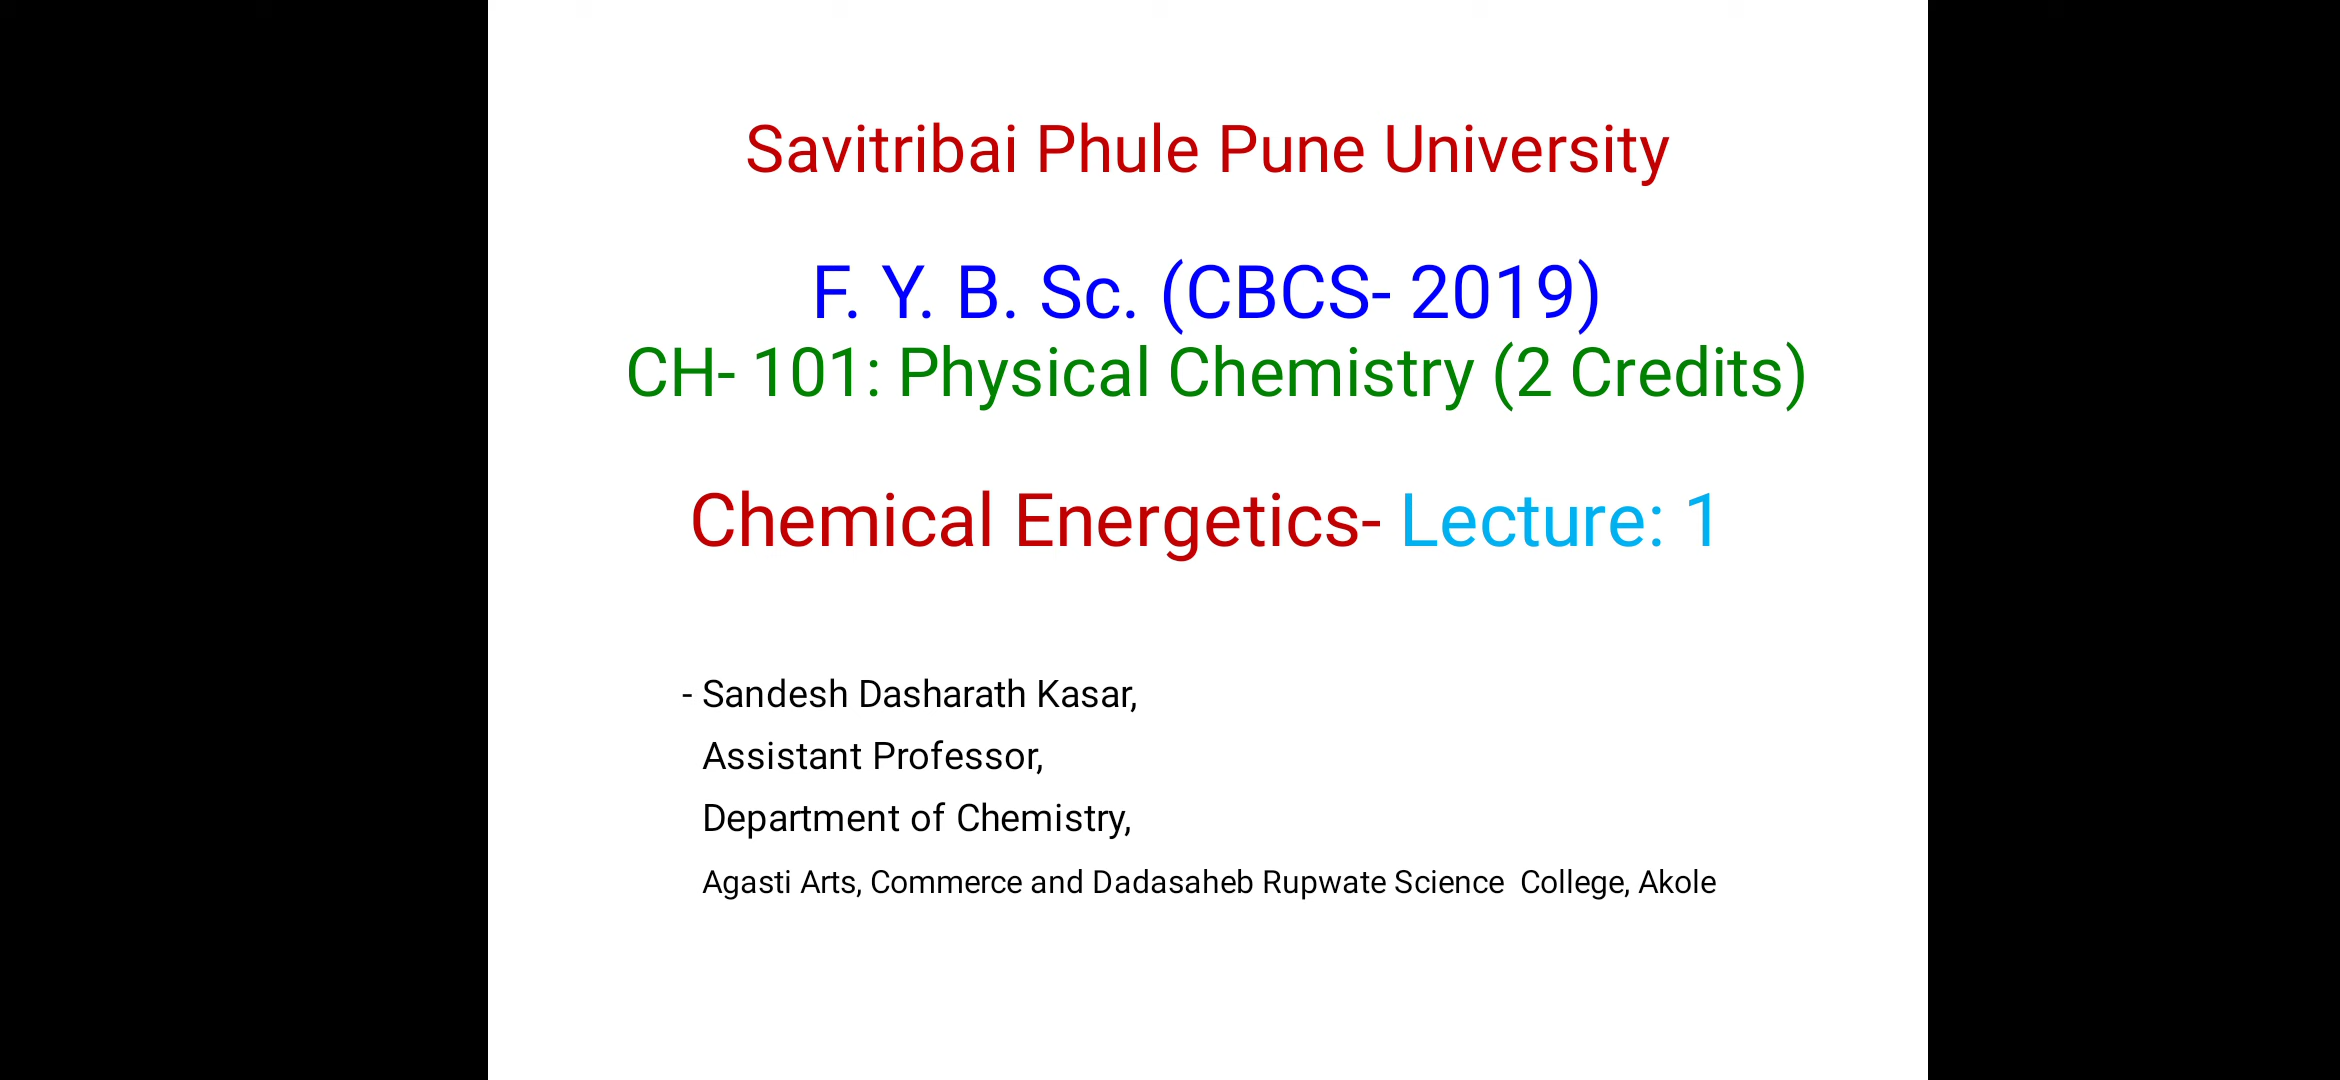 Savitribai Phule Pune University
F. Y. B. Sc. (CBCS- 2019)
CH- 101: Physical Chemistry (2 Credits)
Chemical Energetics- Lecture: 1
- Sandesh Dasharath Kasar,
Assistant Professor,
Department of Chemistry,
Agasti Arts, Commerce and Dadasaheb Rupwate Science  College, Akole